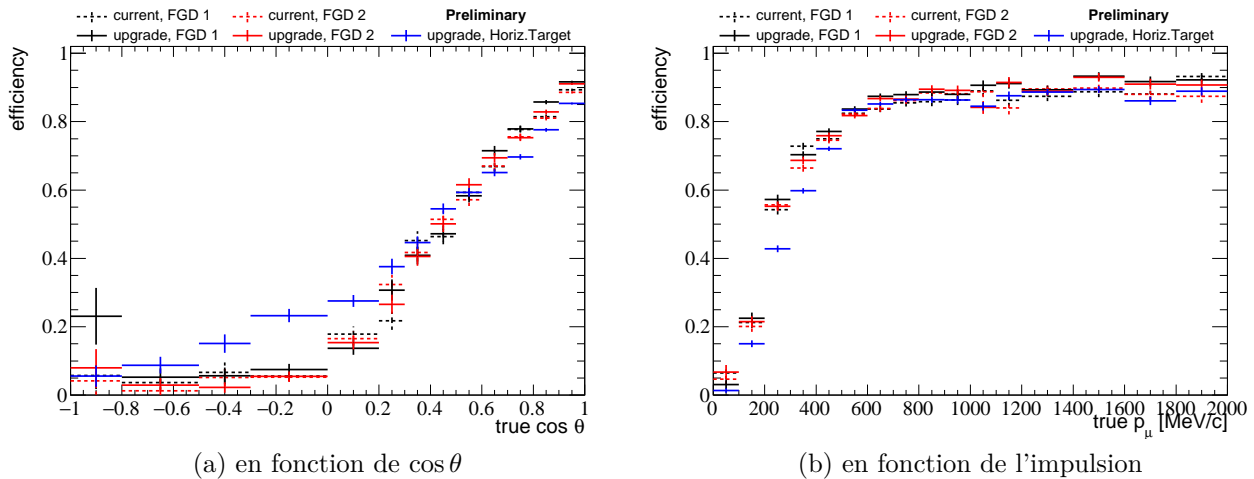 current, FGD 1 current, FGD 2 Preliminary
upgrade, FGD 1 upgrade, FGD 2 upgrade, Horiz.Target
efficiency
1
0.8
0.6
0.4
0.2
0
−1 −0.8 −0.6 −0.4 −0.2 0 0.2 0.4 0.6 0.8 1
true cos θ
(a) en fonction de cos θ
current, FGD 1 current, FGD 2 Preliminary
upgrade, FGD 1 upgrade, FGD 2 upgrade, Horiz.Target
efficiency
1
0.8
0.6
0.4
0.2
0
0 200 400 600 800 1000 1200 1400 1600 1800 2000
true pμ [MeV/c]
(b) en fonction de l'impulsion